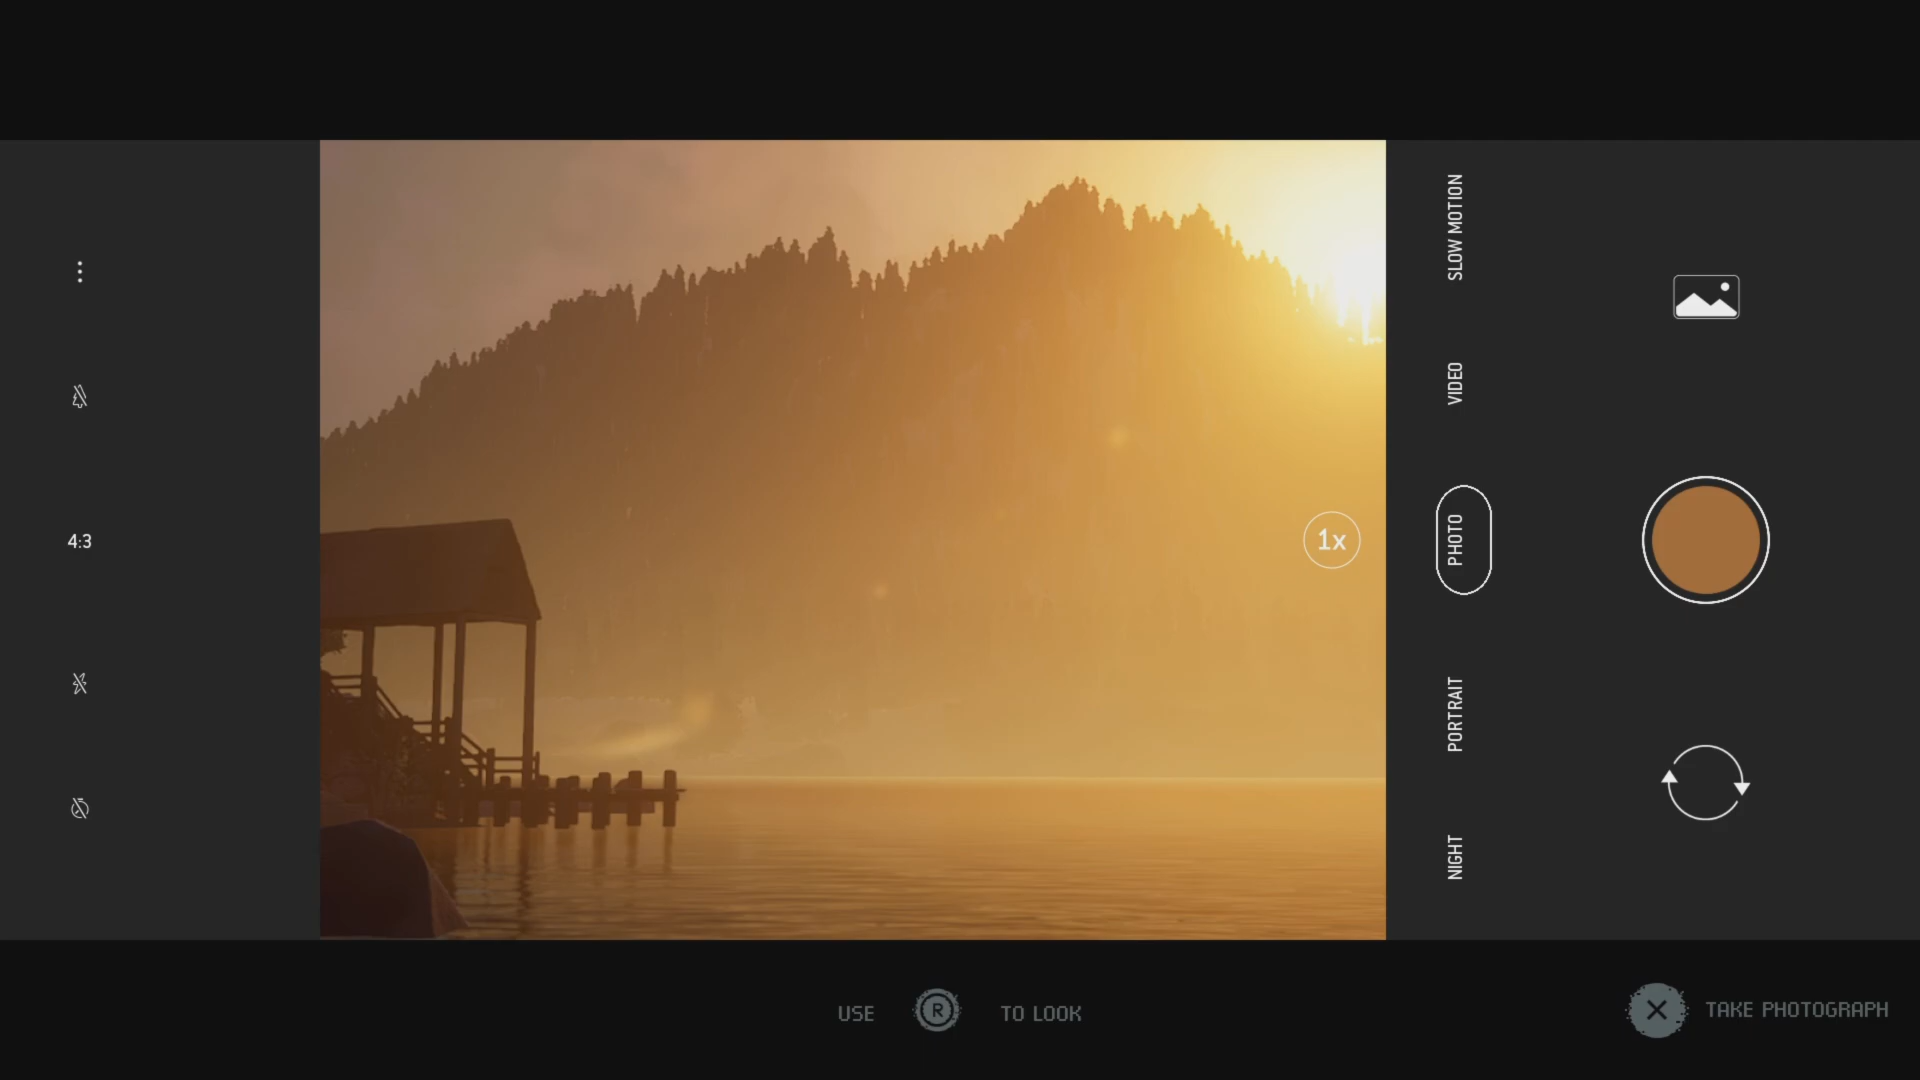 4:3
1x
SLOW MOTION
VIDEO
PHOTO
PORTRAIT
NIGHT
USE R TO LOOK
TAKE PHOTOGRAPH